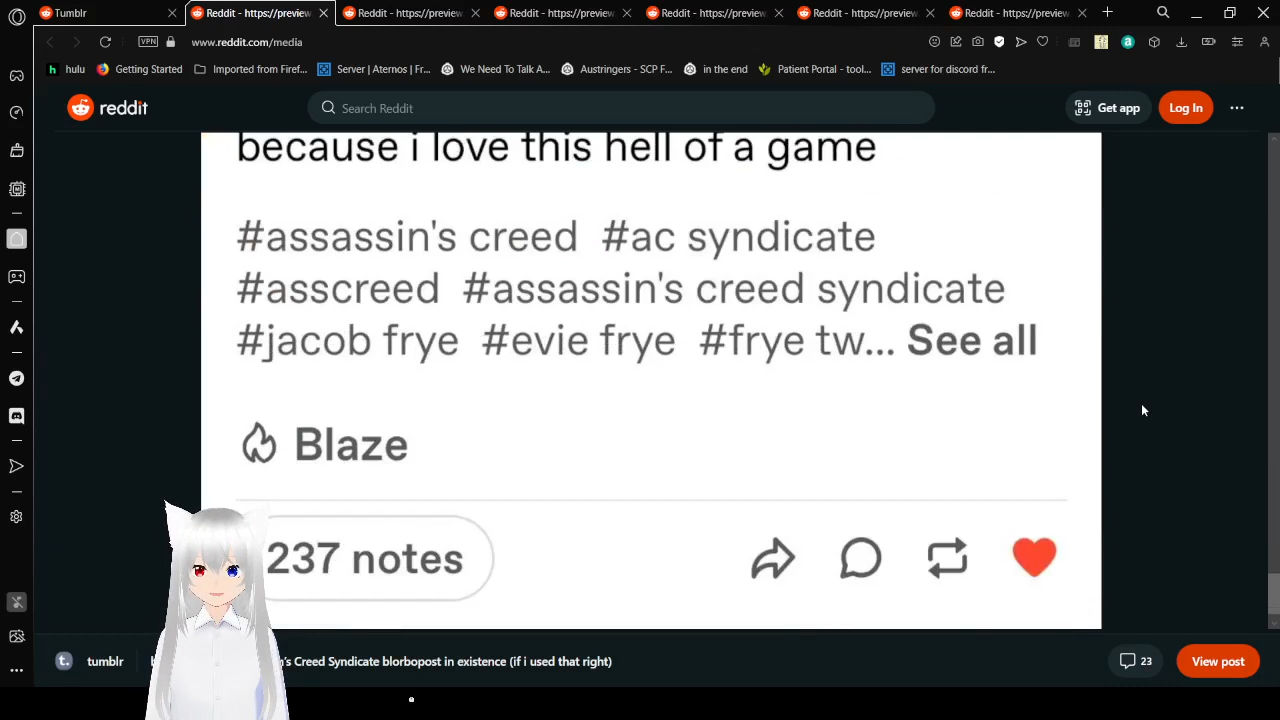 Tumblr
Reddit - https://preview
Reddit - https://preview
Reddit - https://preview
Reddit - https://preview
Reddit - https://preview
Reddit - https://preview
VPN
www.reddit.com/media
hulu
Getting Started
Imported from Firef...
Server | Aternos | Fr...
We Need To Talk A...
Austringers - SCP F...
in the end
Patient Portal - tool...
server for discord fr...
reddit
Search Reddit
Get app
Log In
because i love this hell of a game
#assassin's creed #ac syndicate
#asscreed #assassin's creed syndicate
#jacob frye #evie frye #frye tw... See all
Blaze
237 notes
tumblr
's Creed Syndicate blorbopost in existence (if i used that right)
23
View post